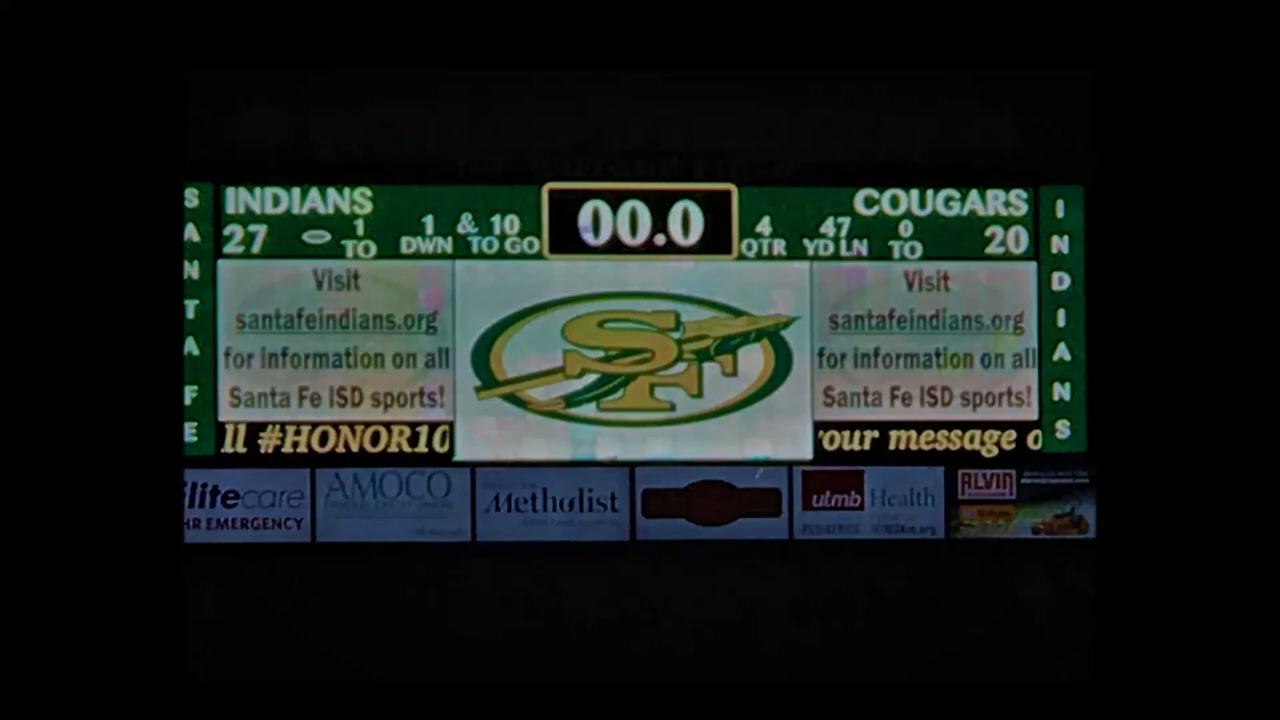 SANTA FE
INDIANS
27
1
TO
1 & 10
DWN TO GO
00.0
4
QTR
47
YD LN
0
TO
COUGARS
20
INDIANS
Visit
santafeindians.org
for information on all
Santa Fe ISD sports!
SF
Visit
santafeindians.org
for information on all
Santa Fe ISD sports!
ll #HONOR10
our message o
litecare
HR EMERGENCY
AMOCO
Methodist
utmb Health
PEDIATRICS
ALVIN